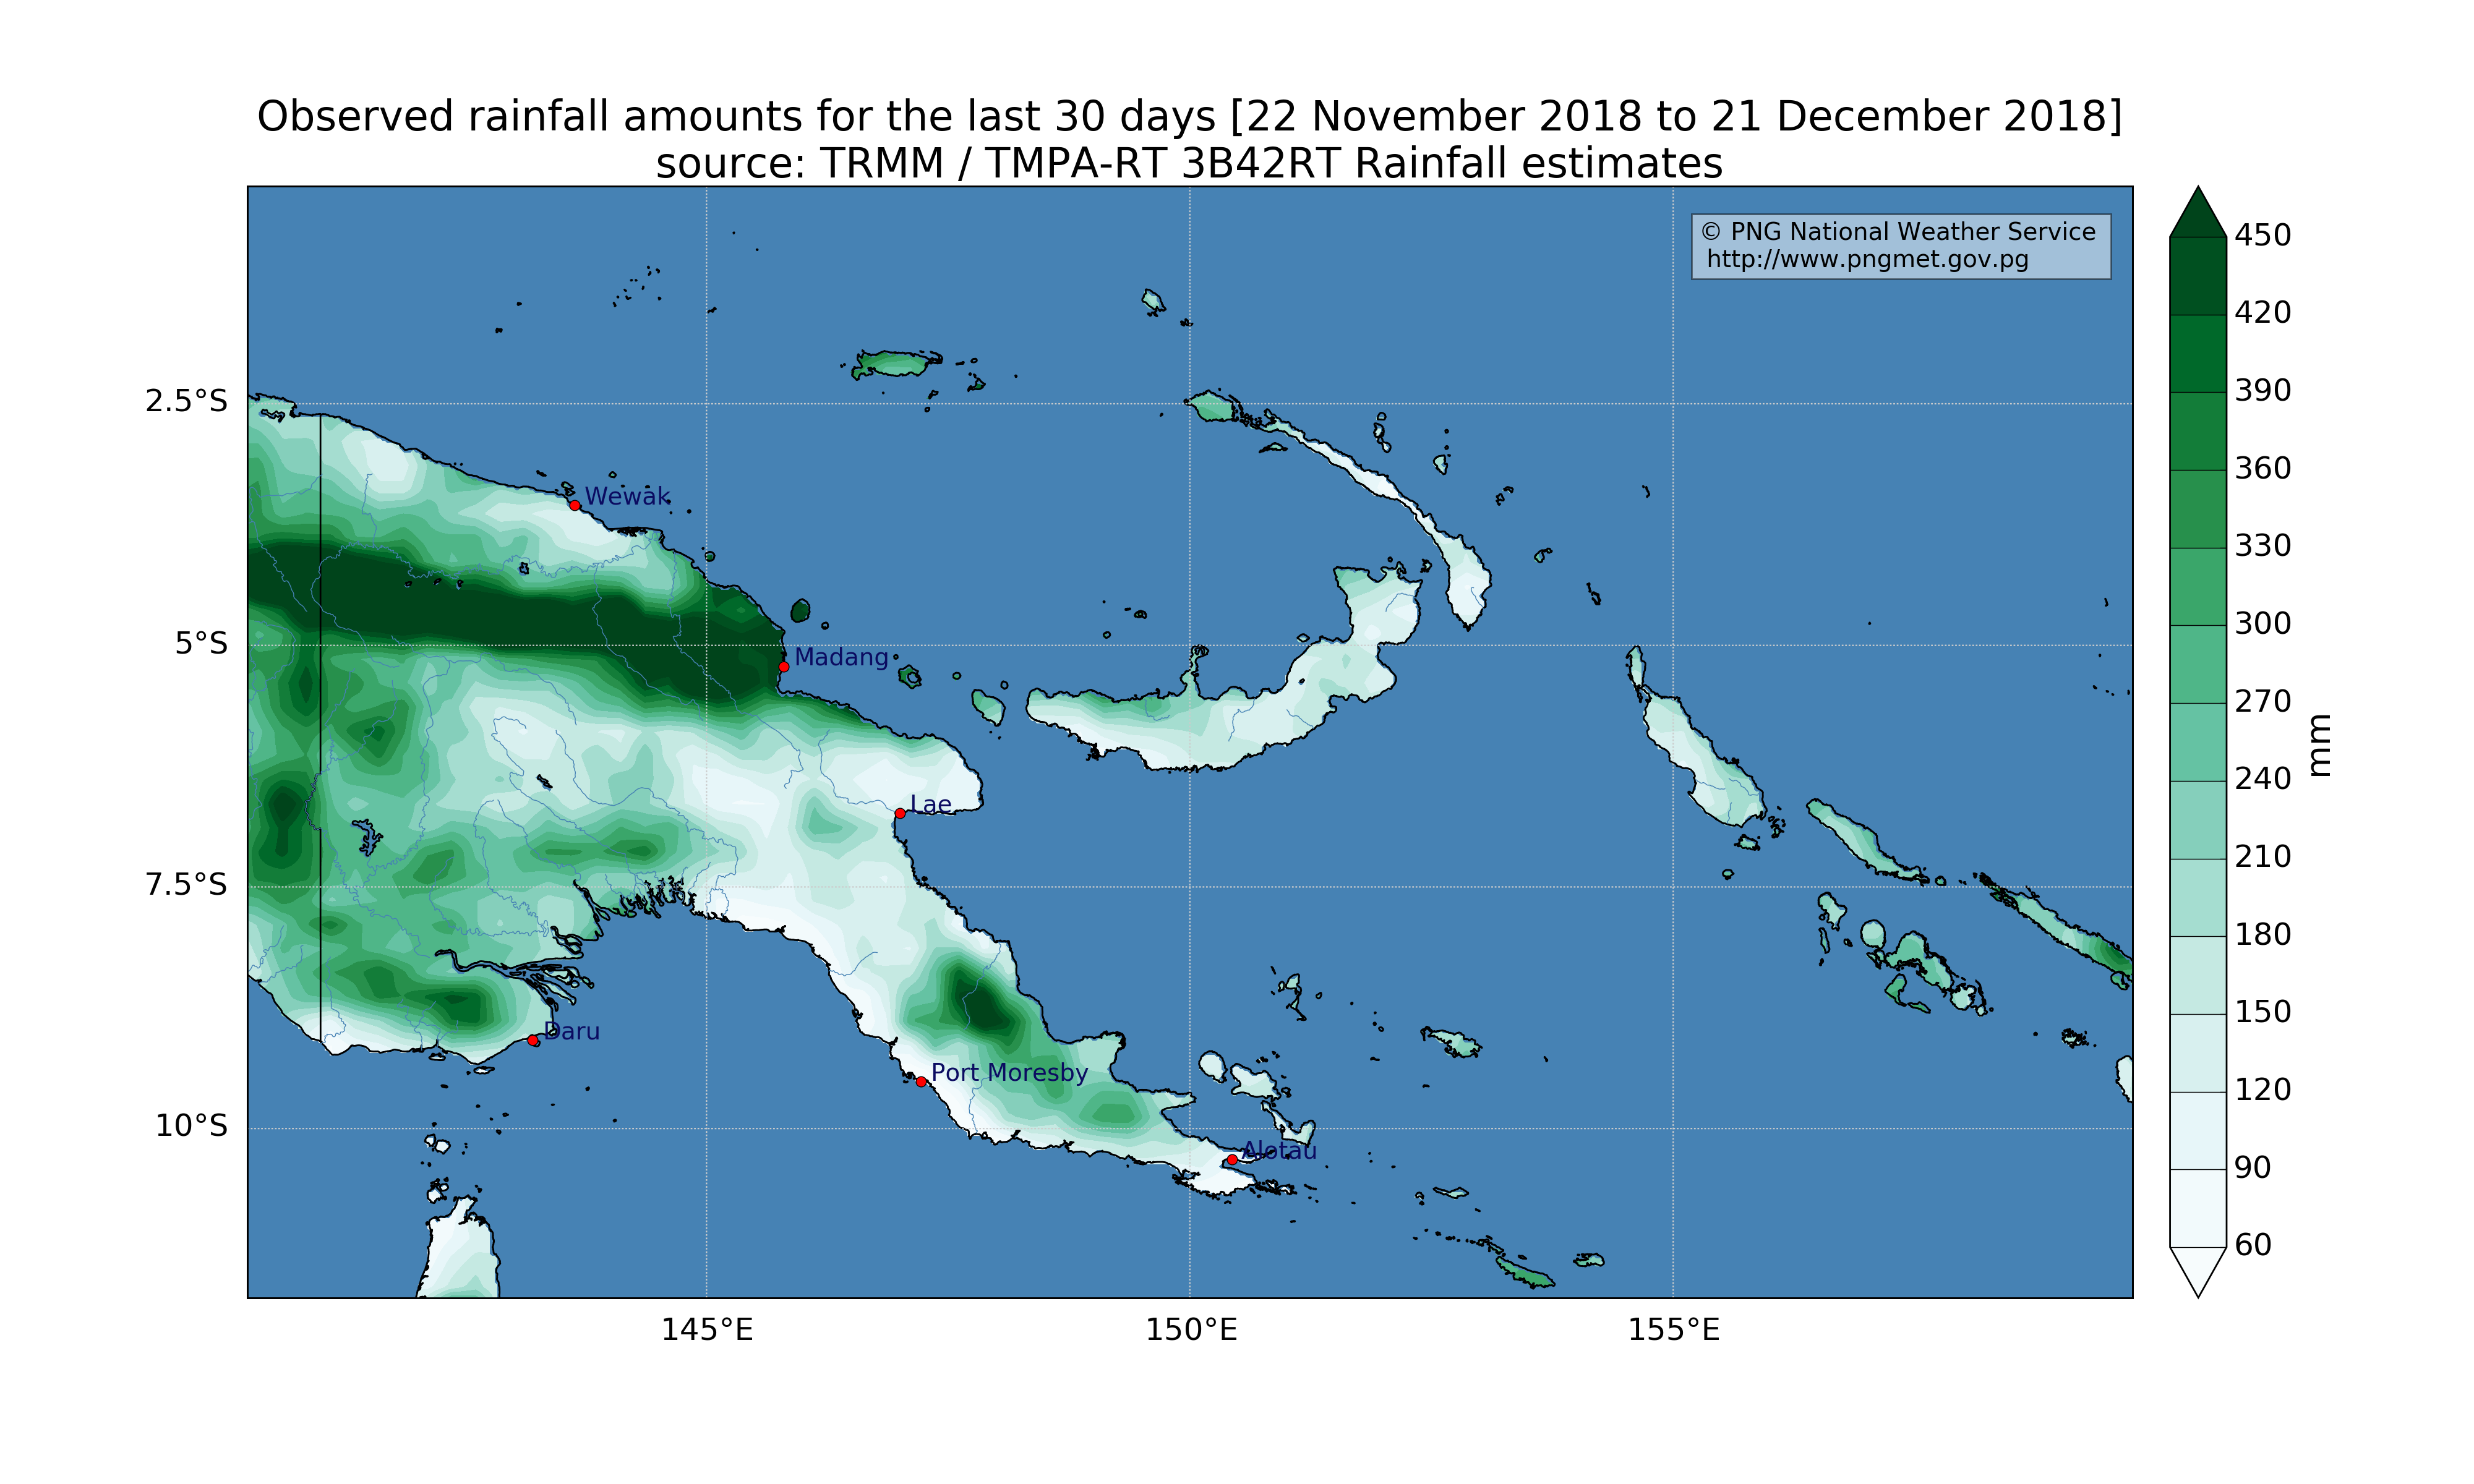 Observed rainfall amounts for the last 30 days [22 November 2018 to 21 December 2018]
source: TRMM / TMPA-RT 3B42RT Rainfall estimates
© PNG National Weather Service
http://www.pngmet.gov.pg
450
420
390
360
330
300
270
240
210
180
150
120
90
60
mm
2.5°S
5°S
7.5°S
10°S
Wewak
Madang
Lae
Daru
Port Moresby
Alotau
145°E
150°E
155°E